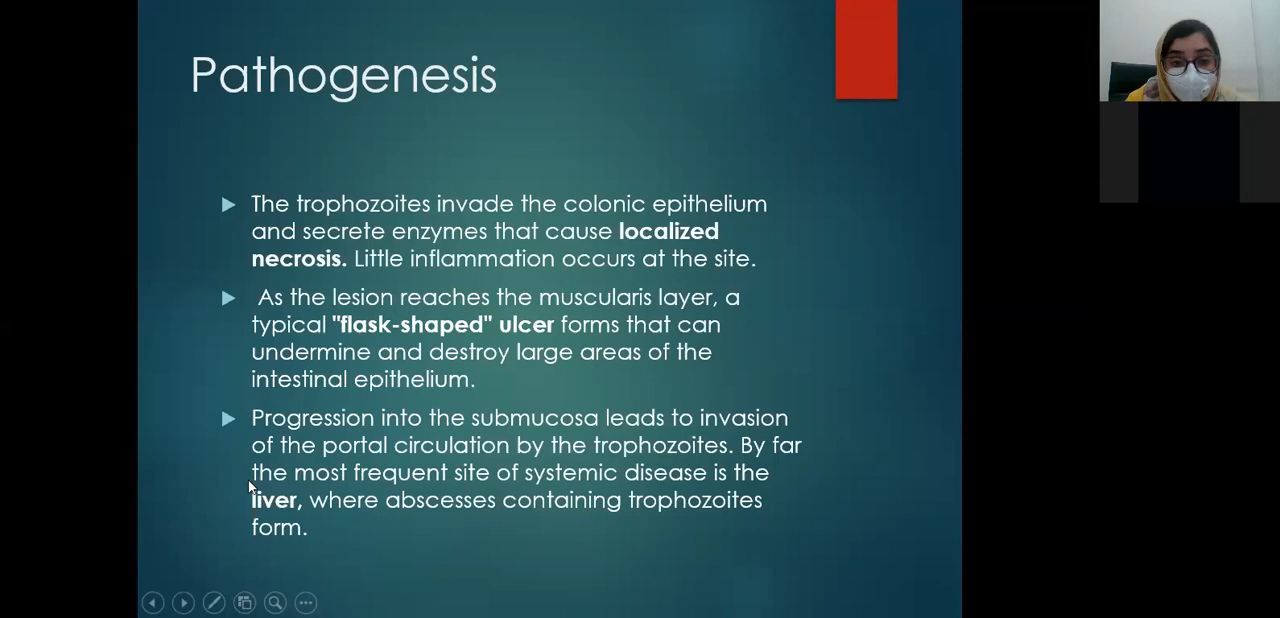 Pathogenesis
The trophozoites invade the colonic epithelium
and secrete enzymes that cause localized
necrosis. Little inflammation occurs at the site.
As the lesion reaches the muscularis layer, a
typical "flask-shaped" ulcer forms that can
undermine and destroy large areas of the
intestinal epithelium.
Progression into the submucosa leads to invasion
of the portal circulation by the trophozoites. By far
the most frequent site of systemic disease is the
liver, where abscesses containing trophozoites
form.